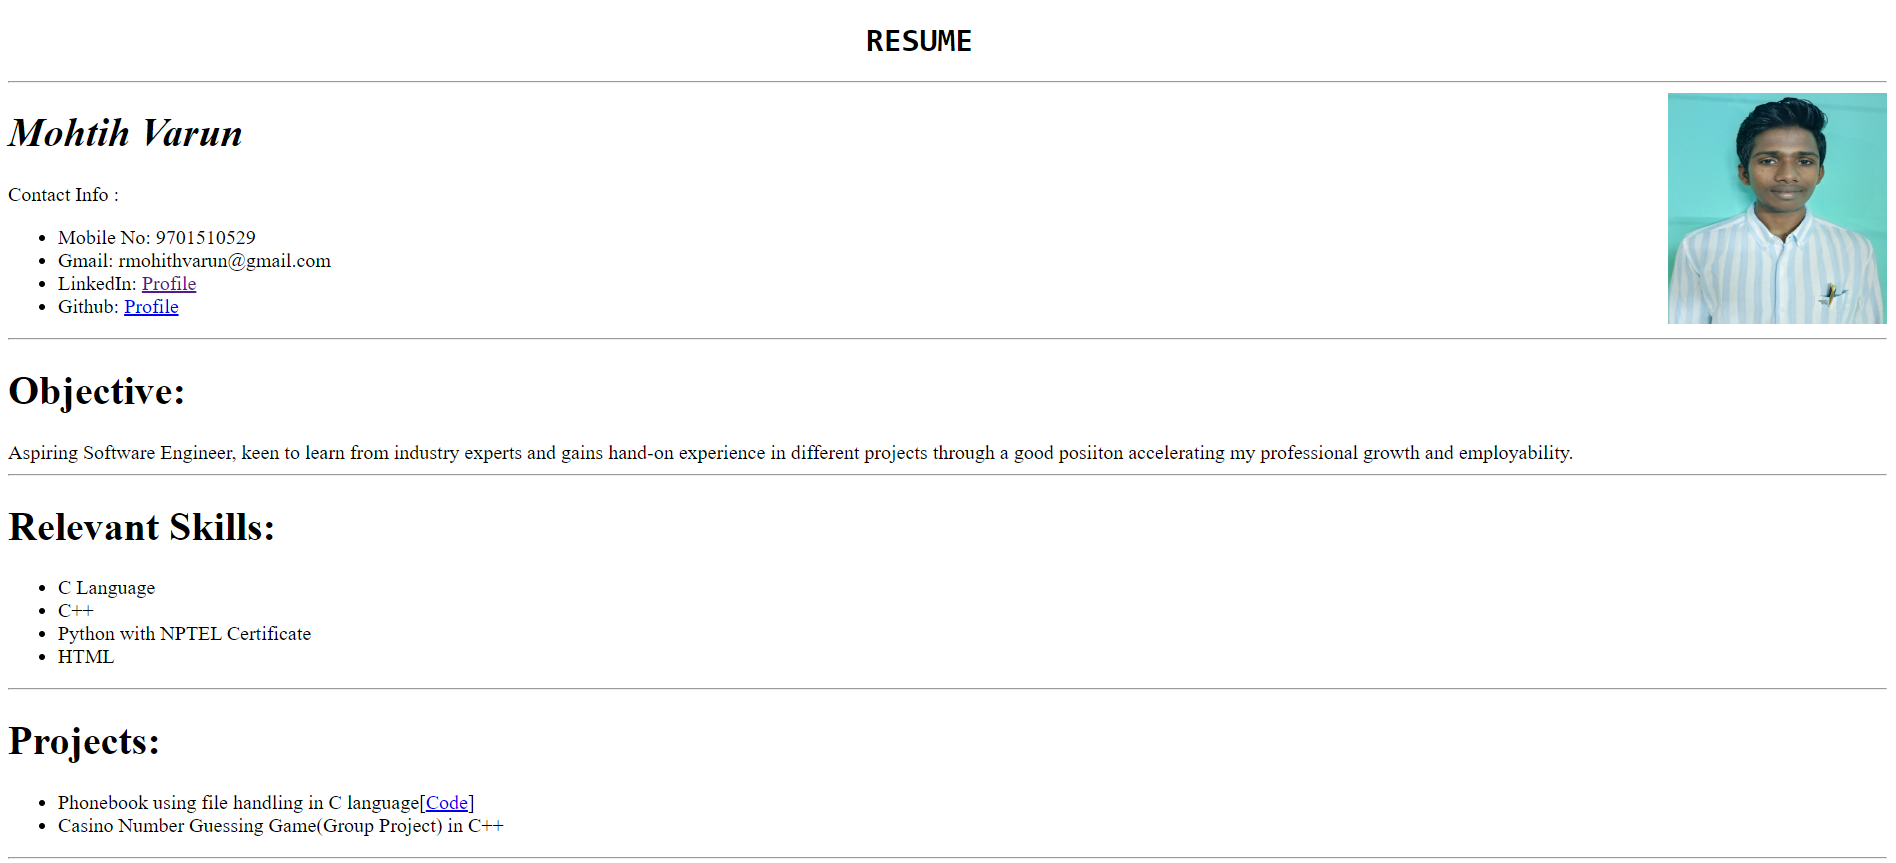 RESUME
Mohtih Varun
Contact Info :
Mobile No: 9701510529
Gmail: rmohithvarun@gmail.com
LinkedIn: Profile
Github: Profile
Objective:
Aspiring Software Engineer, keen to learn from industry experts and gains hand-on experience in different projects through a good posiiton accelerating my professional growth and employability.
Relevant Skills:
C Language
C++
Python with NPTEL Certificate
HTML
Projects:
Phonebook using file handling in C language[Code]
Casino Number Guessing Game(Group Project) in C++